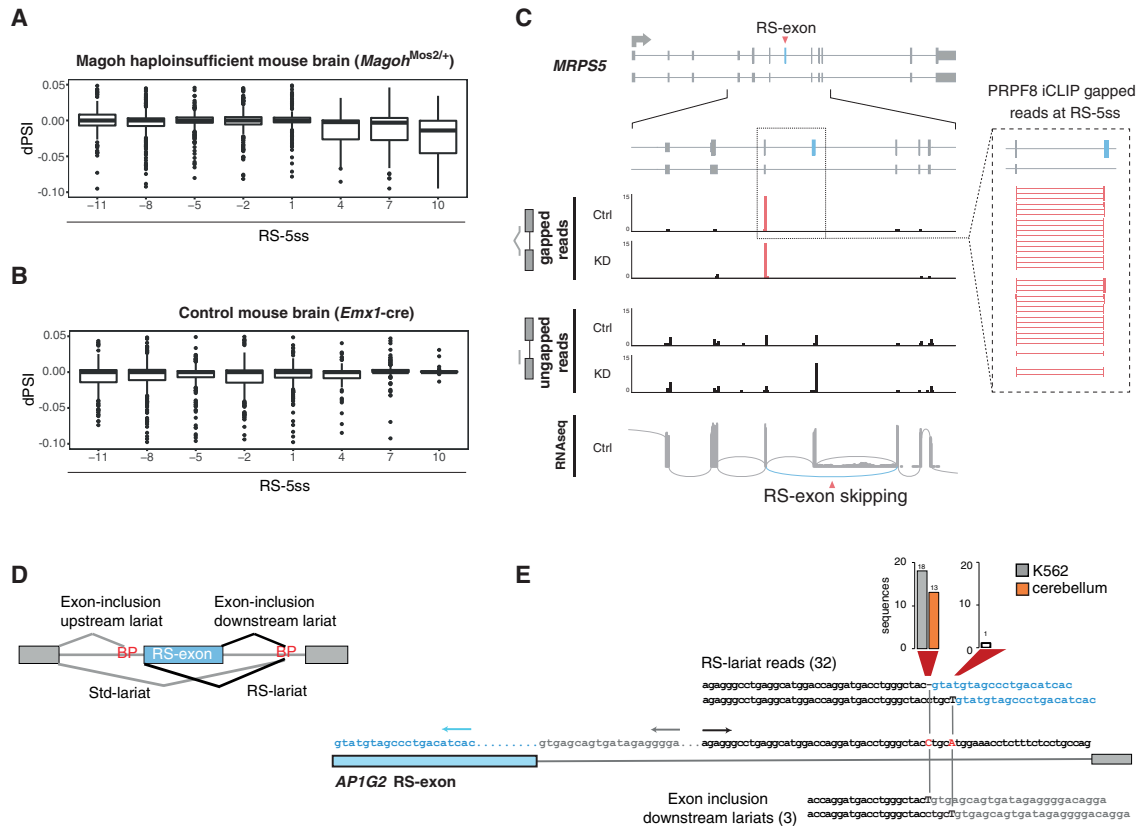 A
Magoh haploinsufficient mouse brain (Magoh^Mos2/+)
dPSI
0.05
0.00
-0.05
-0.10
−11 −8 −5 −2 1 4 7 10
RS-5ss
B
Control mouse brain (Emx1-cre)
dPSI
0.05
0.00
-0.05
-0.10
−11 −8 −5 −2 1 4 7 10
RS-5ss
C
RS-exon
MRPS5
PRPF8 iCLIP gapped
reads at RS-5ss
gapped
reads
Ctrl
15
0
KD
15
0
ungapped
reads
Ctrl
15
0
KD
15
0
RNAseq
Ctrl
RS-exon skipping
D
Exon-inclusion
upstream lariat
Exon-inclusion
downstream lariat
BP
RS-exon
BP
Std-lariat
RS-lariat
E
sequences
20
10
0
18
13
20
10
0
1
K562
cerebellum
RS-lariat reads (32)
agagggcctgaggcatggaccaggatgacctgggctac-gtatgtagccctgacatcac
agagggcctgaggcatggaccaggatgacctgggctacctgcTgtatgtagccctgacatcac
gtatgtagccctgacatcac.........gtgagcagtgatagagggga...agagggcctgaggcatggaccaggatgacctgggctacCtgcAtggaaacctctttctcctgccag
AP1G2 RS-exon
Exon inclusion
downstream lariats (3)
accaggatgacctgggctacTgtgagcagtgatagaggggacagga
accaggatgacctgggctacctgcTgtgagcagtgatagaggggacagga